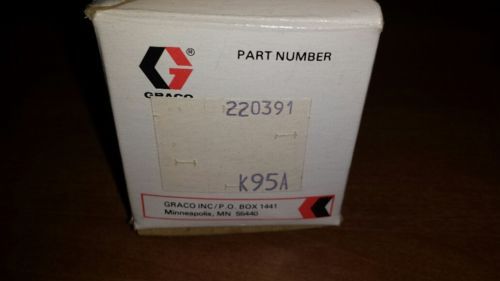 ® PART NUMBER
GRACO
220391
K95A
GRACO INC/P.O. BOX 1441
Minneapolis, MN 55440